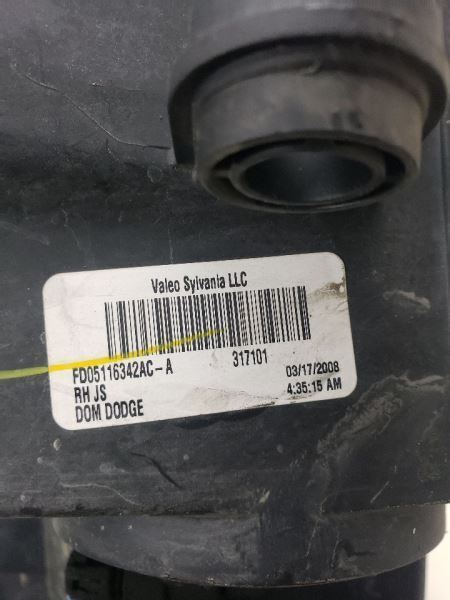 Valeo Sylvania LLC
FD05116342AC-A 317101 03/17/2008
RH JS 4:35:15 AM
DOM DODGE